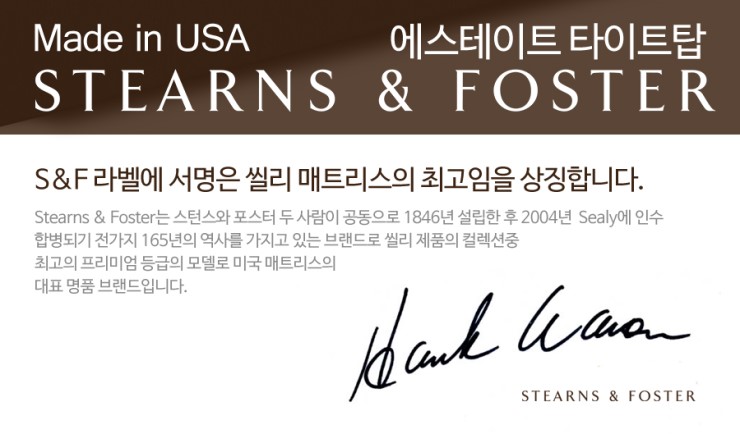 Made in USA 에스테이트 타이트탑
STEARNS & FOSTER
S&F 라벨에 서명은 씰리 매트리스의 최고임을 상징합니다.
Stearns & Foster는 스턴스와 포스터 두 사람이 공동으로 1846년 설립한 후 2004년 Sealy에 인수
합병되기 전가지 165년의 역사를 가지고 있는 브랜드로 씰리 제품의 컬렉션중
최고의 프리미엄 등급의 모델로 미국 매트리스의
대표 명품 브랜드입니다.
Hank Aaron
STEARNS & FOSTER